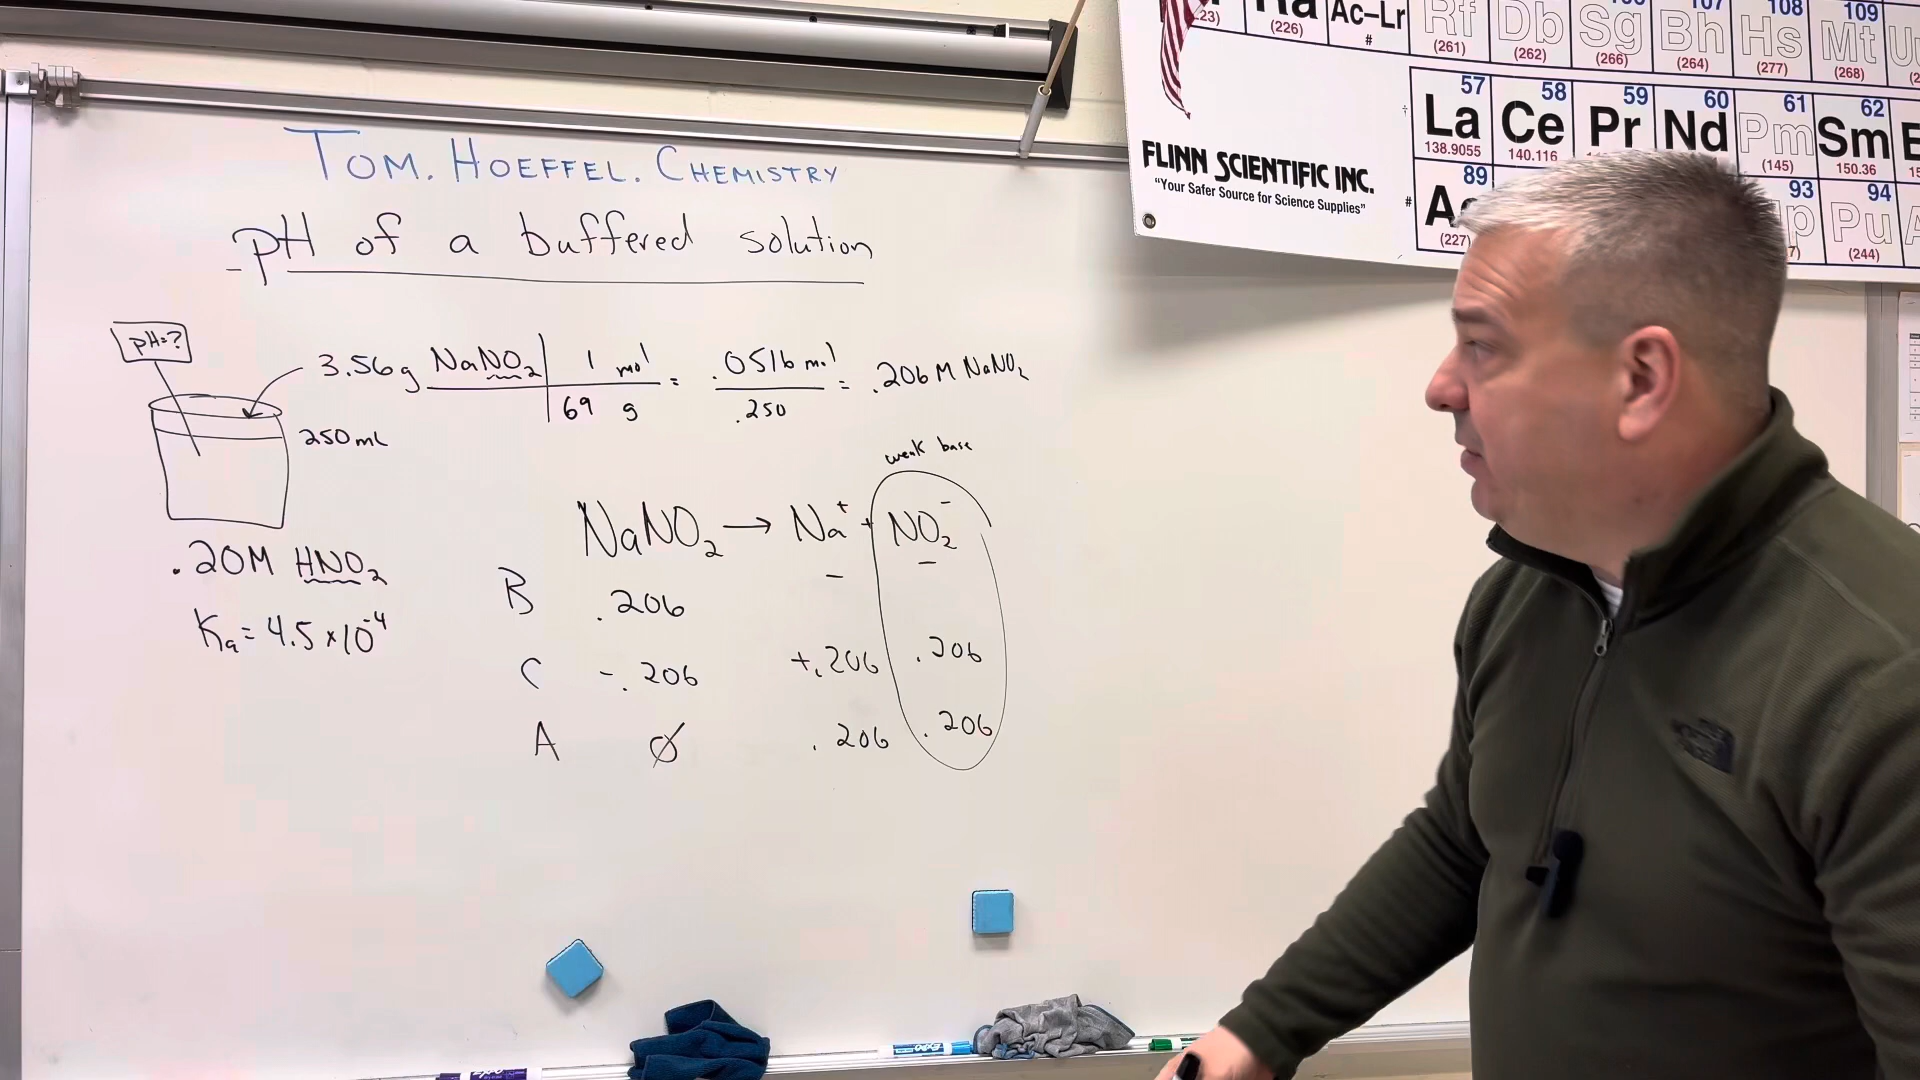 TOM. HOEFFEL. CHEMISTRY
- pH of a buffered solution
pH=?
3.56g NaNO₂ 1 mol = .0516 mol = .206 M NaNO₂
69 g .250
250 mL
.20M HNO₂
Ka = 4.5 × 10⁻⁴
weak base
NaNO₂ → Na⁺ + NO₂⁻
B .206 – –
C -.206 +.206 .206
A Ø .206 .206
107 108 109
Ra Ac–Lr Rf Db Sg Bh Hs Mt
(226) # (261) (262) (266) (264) (277) (268)
57 58 59 60 61 62
La Ce Pr Nd Pm Sm
138.9055 140.116 (145) 150.36
89 93 94
# Pu
(227) (244)
FLINN SCIENTIFIC INC.
"Your Safer Source for Science Supplies"
EXPO